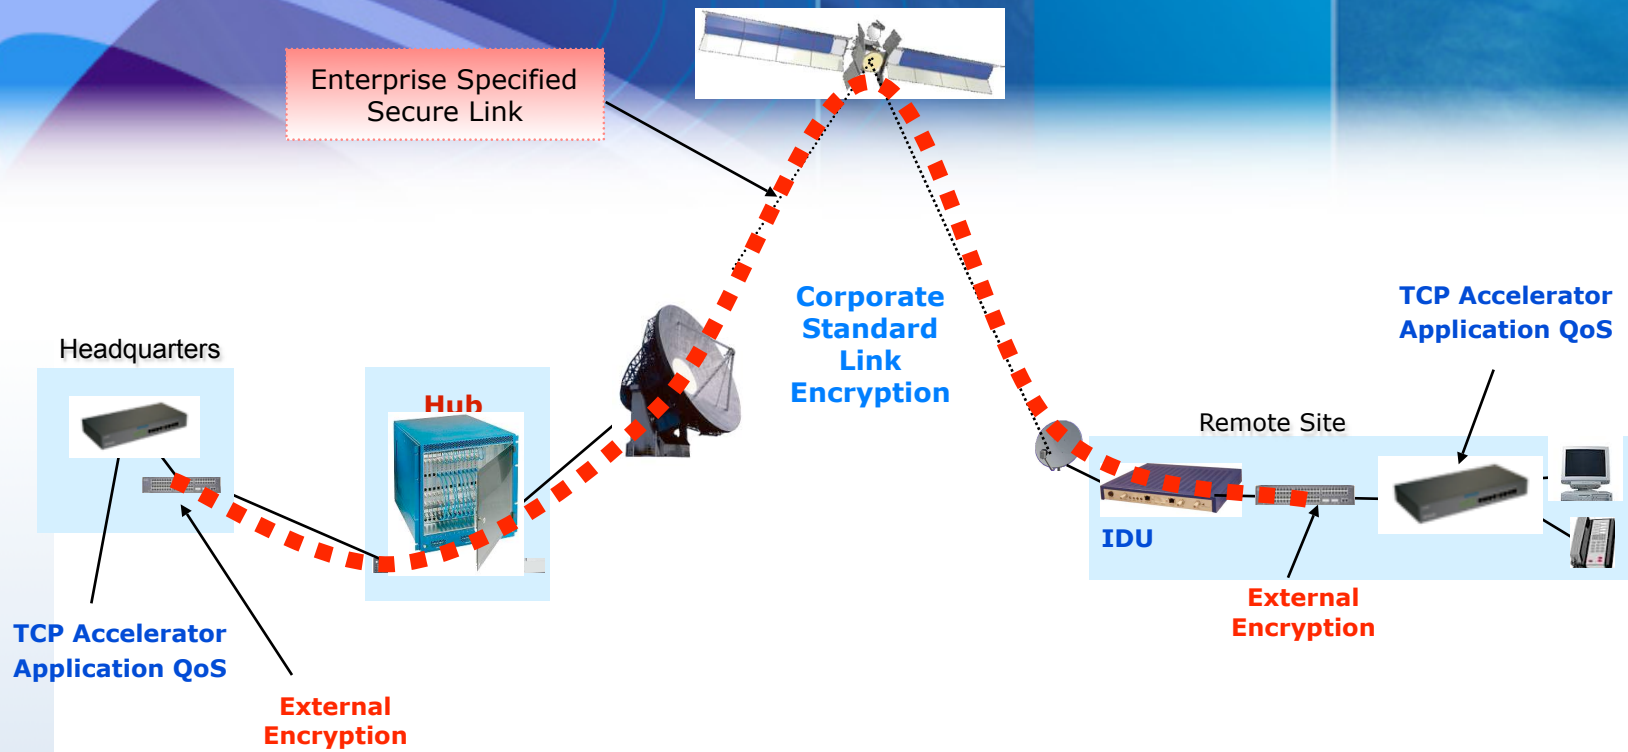 Enterprise Specified
Secure Link
Corporate
Standard
Link
Encryption
TCP Accelerator
Application QoS
Headquarters
Hub
Remote Site
IDU
External
Encryption
TCP Accelerator
Application QoS
External
Encryption